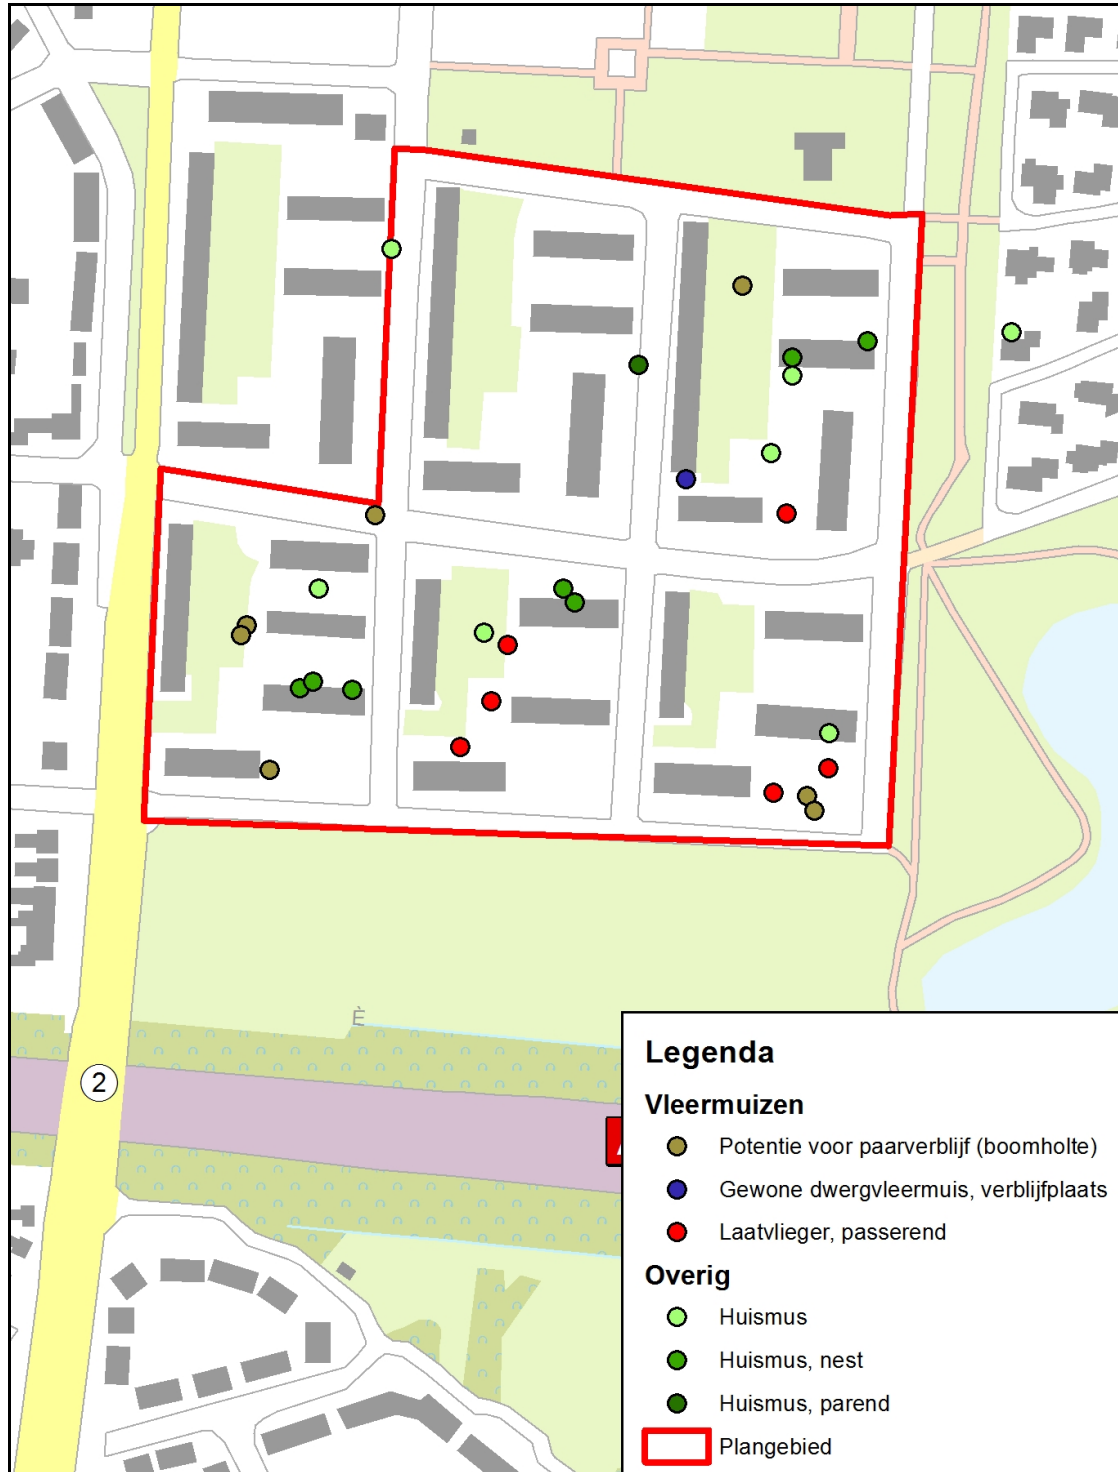 È
2
Legenda
Vleermuizen
Potentie voor paarverblijf (boomholte)
Gewone dwergvleermuis, verblijfplaats
Laatvlieger, passerend
Overig
Huismus
Huismus, nest
Huismus, parend
Plangebied